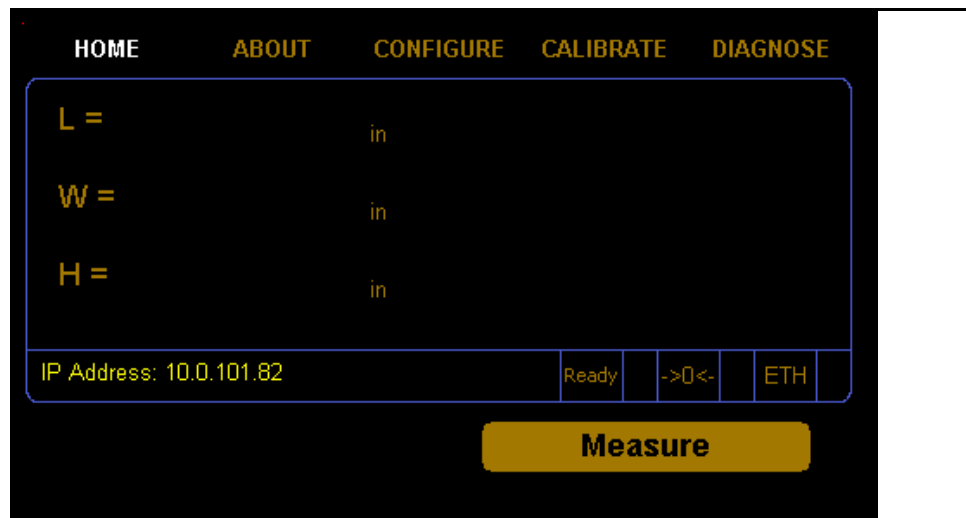 HOME ABOUT CONFIGURE CALIBRATE DIAGNOSE
L = in
W = in
H = in
IP Address: 10.0.101.82 Ready ->0<- ETH
Measure